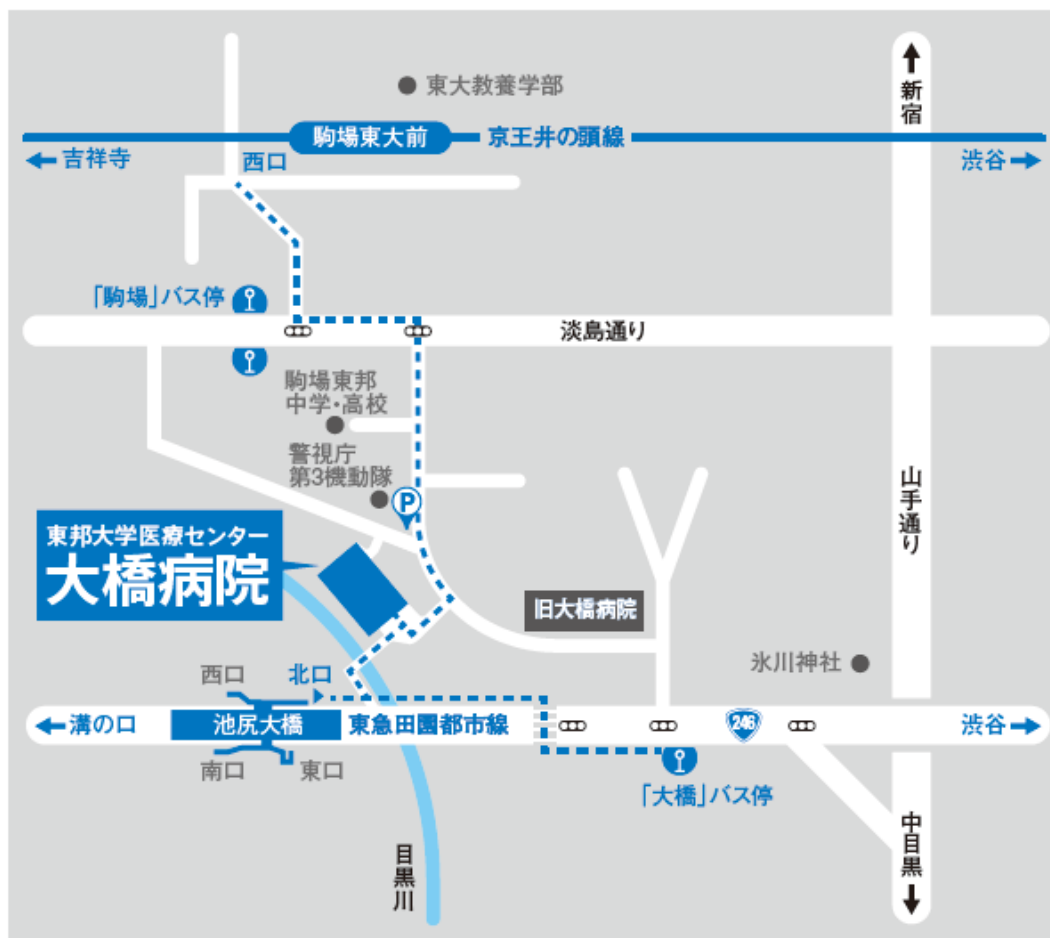 東大教養学部
新宿
駒場東大前
京王井の頭線
吉祥寺
西口
渋谷
「駒場」バス停
淡島通り
駒場東邦
中学・高校
警視庁
第3機動隊
P
山手通り
東邦大学医療センター
大橋病院
旧大橋病院
氷川神社
西口
北口
溝の口
池尻大橋
東急田園都市線
246
渋谷
南口
東口
「大橋」バス停
目黒川
中目黒